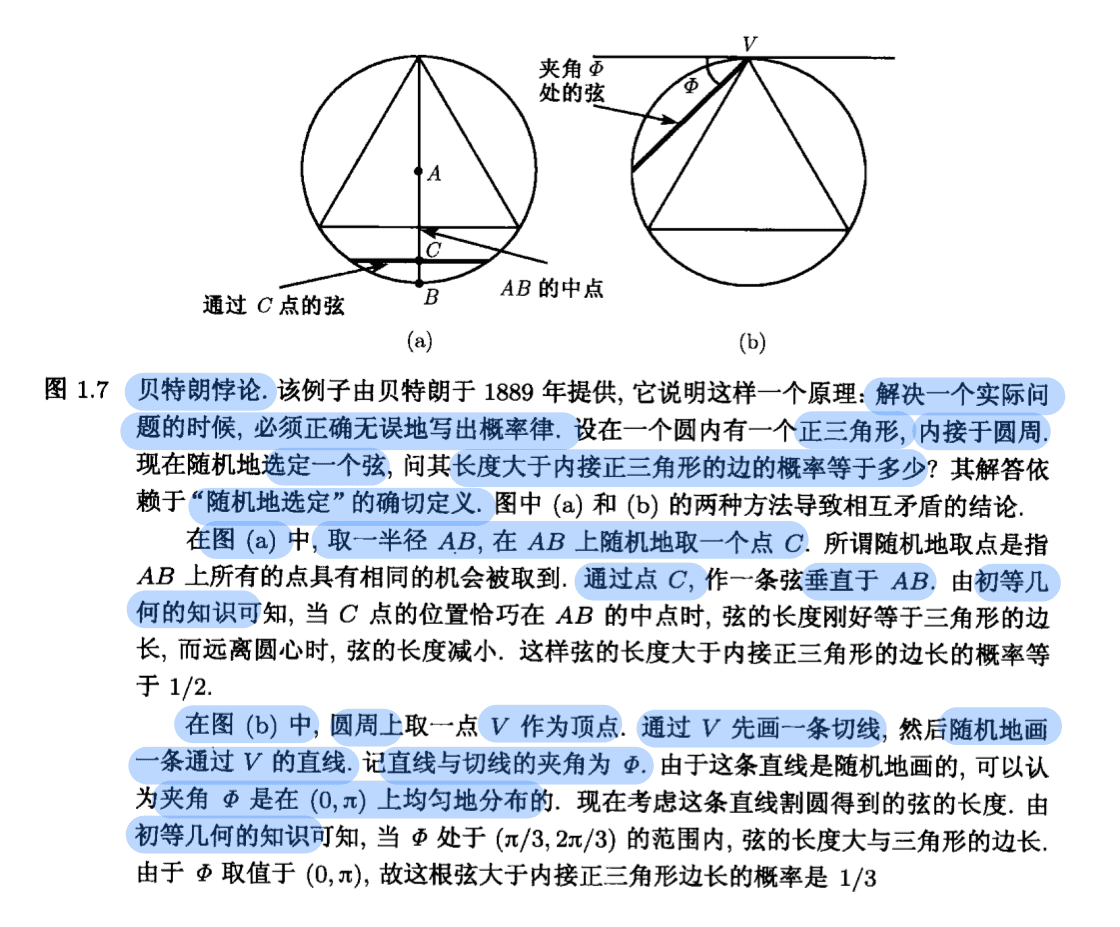 V
夹角 Φ
处的弦
Φ
A
C
B
AB 的中点
通过 C 点的弦
(a)
(b)
图 1.7 贝特朗悖论. 该例子由贝特朗于 1889 年提供, 它说明这样一个原理: 解决一个实际问
题的时候, 必须正确无误地写出概率律. 设在一个圆内有一个正三角形, 内接于圆周.
现在随机地选定一个弦, 问其长度大于内接正三角形的边的概率等于多少? 其解答依
赖于“随机地选定”的确切定义. 图中 (a) 和 (b) 的两种方法导致相互矛盾的结论.
在图 (a) 中, 取一半径 AB, 在 AB 上随机地取一个点 C. 所谓随机地取点是指
AB 上所有的点具有相同的机会被取到. 通过点 C, 作一条弦垂直于 AB. 由初等几
何的知识可知, 当 C 点的位置恰巧在 AB 的中点时, 弦的长度刚好等于三角形的边
长, 而远离圆心时, 弦的长度减小. 这样弦的长度大于内接正三角形的边长的概率等
于 1/2.
在图 (b) 中, 圆周上取一点 V 作为顶点. 通过 V 先画一条切线, 然后随机地画
一条通过 V 的直线. 记直线与切线的夹角为 Φ. 由于这条直线是随机地画的, 可以认
为夹角 Φ 是在 (0, π) 上均匀地分布的. 现在考虑这条直线割圆得到的弦的长度. 由
初等几何的知识可知, 当 Φ 处于 (π/3, 2π/3) 的范围内, 弦的长度大与三角形的边长.
由于 Φ 取值于 (0, π), 故这根弦大于内接正三角形边长的概率是 1/3